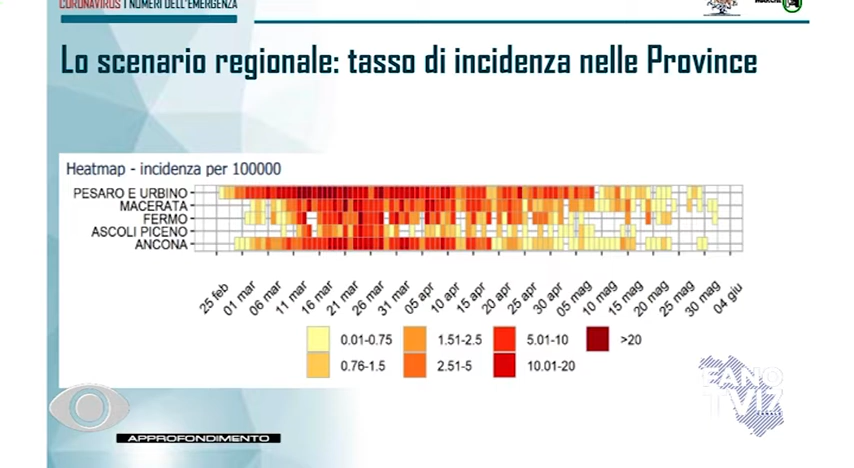 CORONAVIRUS I NUMERI DELL'EMERGENZA
Lo scenario regionale: tasso di incidenza nelle Province
Heatmap - incidenza per 100000
PESARO E URBINO
MACERATA
FERMO
ASCOLI PICENO
ANCONA
25 feb 01 mar 06 mar 11 mar 16 mar 21 mar 26 mar 31 mar 05 apr 10 apr 15 apr 20 apr 25 apr 30 apr 05 mag 10 mag 15 mag 20 mag 25 mag 30 mag 04 giu
0.01-0.75 1.51-2.5 5.01-10 >20
0.76-1.5 2.51-5 10.01-20
FANO
TV
APPROFONDIMENTO